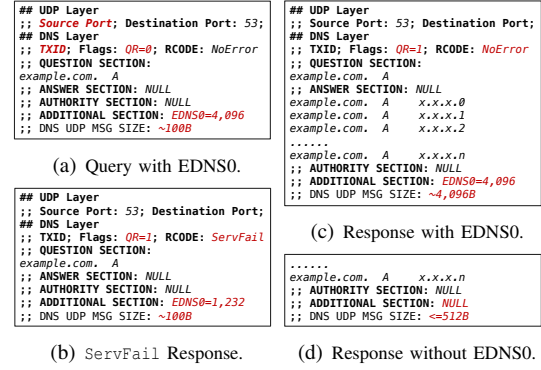 ## UDP Layer
;; Source Port; Destination Port: 53;
## DNS Layer
;; TXID; Flags: QR=0; RCODE: NoError
;; QUESTION SECTION:
example.com. A
;; ANSWER SECTION: NULL
;; AUTHORITY SECTION: NULL
;; ADDITIONAL SECTION: EDNS0=4,096
;; DNS UDP MSG SIZE: ~100B
(a) Query with EDNS0.
## UDP Layer
;; Source Port: 53; Destination Port;
## DNS Layer
;; TXID; Flags: QR=1; RCODE: ServFail
;; QUESTION SECTION:
example.com. A
;; ANSWER SECTION: NULL
;; AUTHORITY SECTION: NULL
;; ADDITIONAL SECTION: EDNS0=1,232
;; DNS UDP MSG SIZE: ~100B
(b) ServFail Response.
## UDP Layer
;; Source Port: 53; Destination Port;
## DNS Layer
;; TXID; Flags: QR=1; RCODE: NoError
;; QUESTION SECTION:
example.com. A
;; ANSWER SECTION: NULL
example.com. A x.x.x.0
example.com. A x.x.x.1
example.com. A x.x.x.2
......
example.com. A x.x.x.n
;; AUTHORITY SECTION: NULL
;; ADDITIONAL SECTION: EDNS0=4,096
;; DNS UDP MSG SIZE: ~4,096B
(c) Response with EDNS0.
......
example.com. A x.x.x.n
;; AUTHORITY SECTION: NULL
;; ADDITIONAL SECTION: NULL
;; DNS UDP MSG SIZE: <=512B
(d) Response without EDNS0.